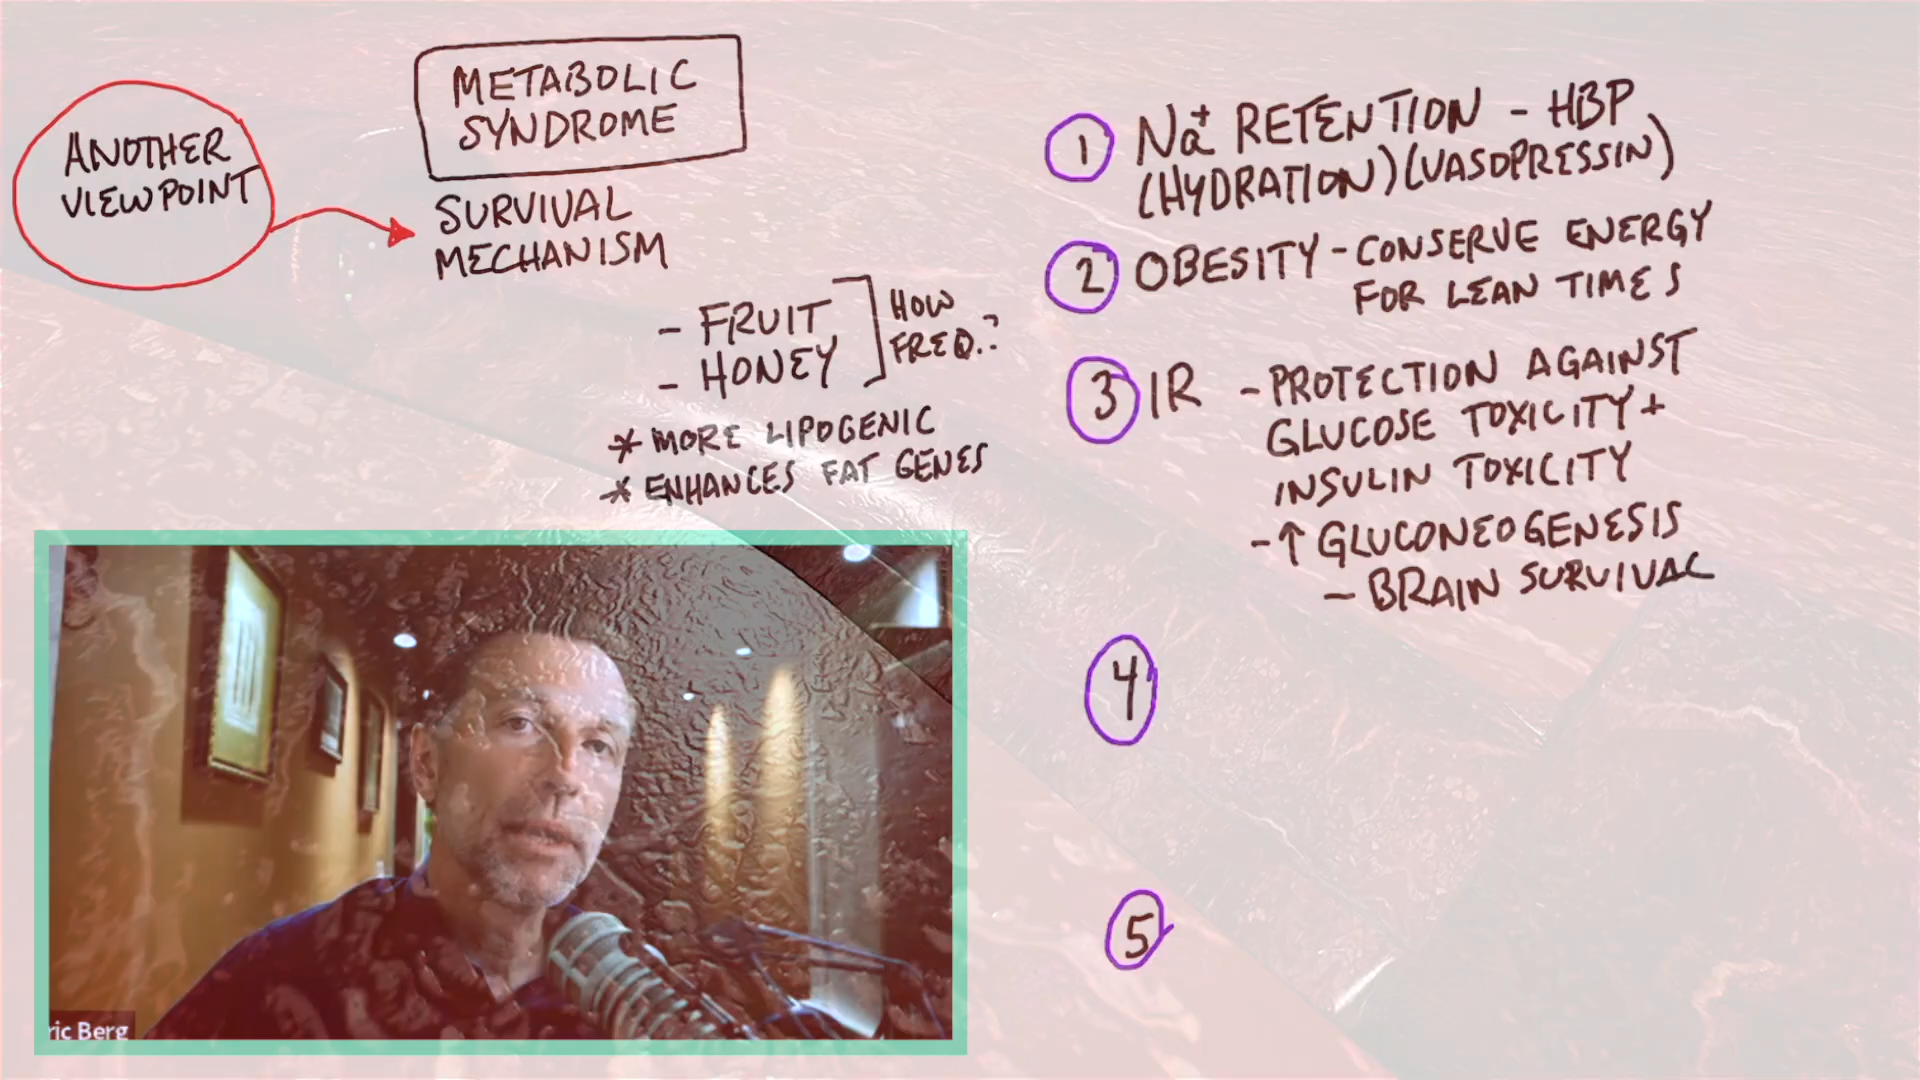 ANOTHER
VIEWPOINT
METABOLIC
SYNDROME
SURVIVAL
MECHANISM
- FRUIT
- HONEY
HOW
FREQ.?
* MORE LIPOGENIC
* ENHANCES FAT GENES
1 Na+ RETENTION - HBP
(HYDRATION) (VASOPRESSIN)
2 OBESITY - CONSERVE ENERGY
FOR LEAN TIMES
3 IR - PROTECTION AGAINST
GLUCOSE TOXICITY +
INSULIN TOXICITY
- ↑ GLUCONEOGENESIS
- BRAIN SURVIVAL
4
5
ric Berg